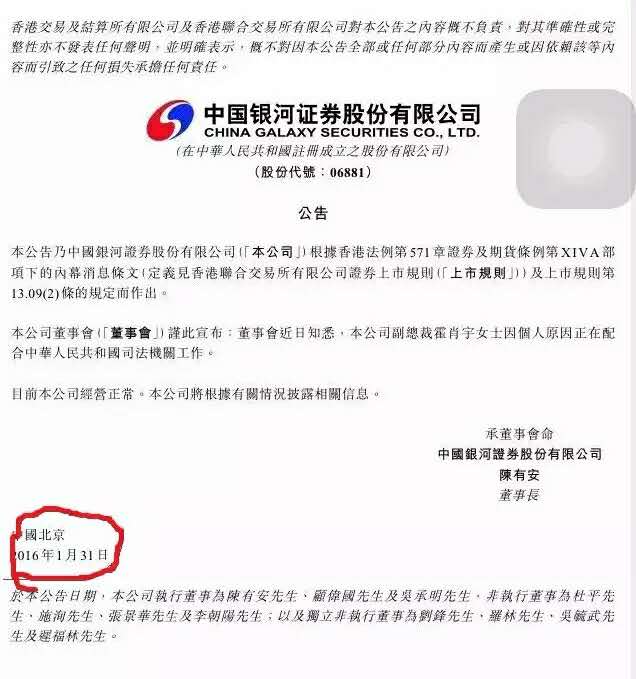 香港交易及結算所有限公司及香港聯合交易所有限公司對本公告之內容概不負責，對其準確性或完
整性亦不發表任何聲明，並明確表示，概不對因本公告全部或任何部分內容而產生或因依賴該等內
容而引致之任何損失承擔任何責任。
中国银河证券股份有限公司
CHINA GALAXY SECURITIES CO., LTD.
(在中華人民共和國註冊成立之股份有限公司)
(股份代號：06881)
公告
本公告乃中國銀河證券股份有限公司(「本公司」)根據香港法例第571章證券及期貨條例第XIVA部
項下的內幕消息條文(定義見香港聯合交易所有限公司證券上市規則(「上市規則」))及上市規則第
13.09(2)條的規定而作出。
本公司董事會(「董事會」)謹此宣布：董事會近日知悉，本公司副總裁霍肖宇女士因個人原因正在配
合中華人民共和國司法機關工作。
目前本公司經營正常。本公司將根據有關情況披露相關信息。
承董事會命
中國銀河證券股份有限公司
陳有安
董事長
中國北京
2016年1月31日
於本公告日期，本公司執行董事為陳有安先生、顧偉國先生及吳承明先生，非執行董事為杜平先
生、施洵先生、張景華先生及李朝陽先生；以及獨立非執行董事為劉鋒先生、羅林先生、吳毓武先
生及遲福林先生。